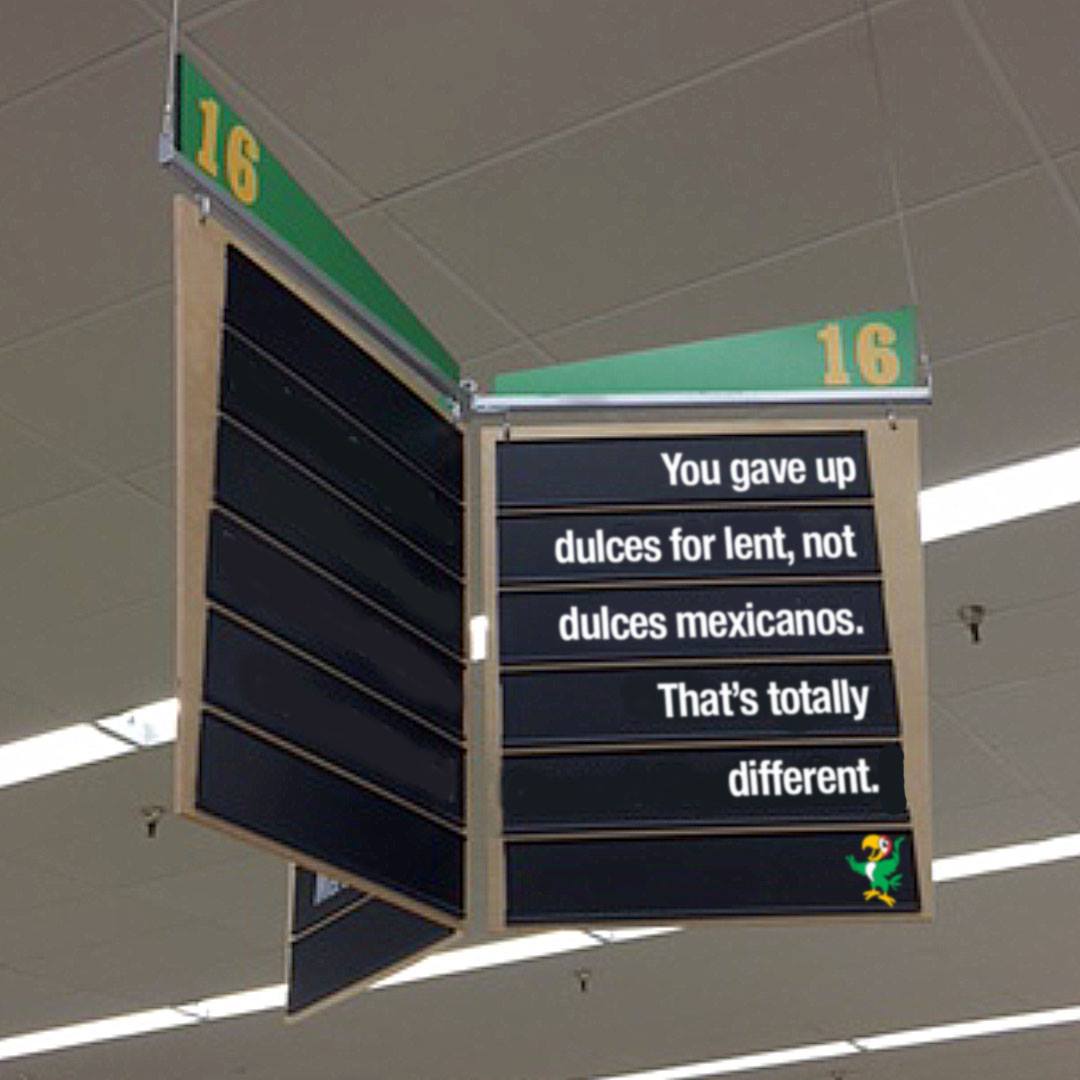 16
16
You gave up
dulces for lent, not
dulces mexicanos.
That's totally
different.